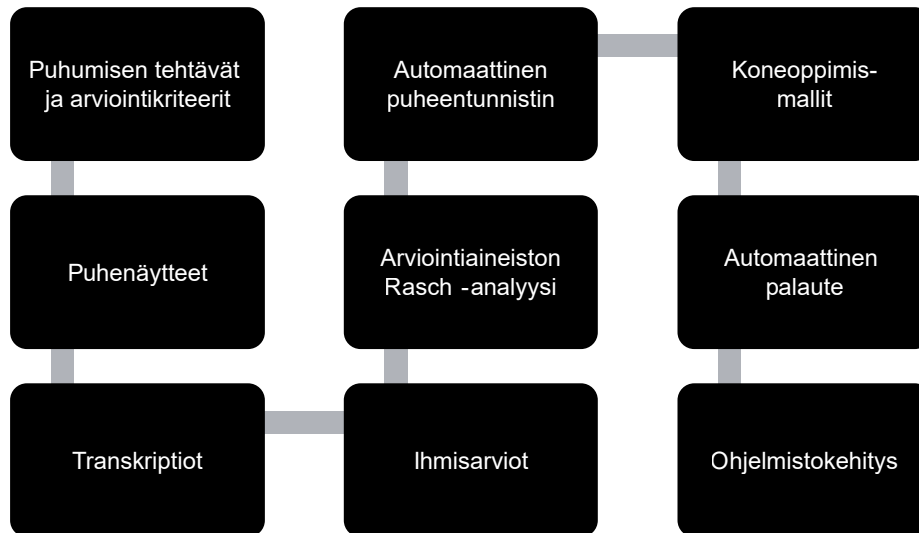 Puhumisen tehtävät
ja arviointikriteerit
Puhenäytteet
Transkriptiot
Ihmisarviot
Arviointiaineiston
Rasch -analyysi
Automaattinen
puheentunnistin
Koneoppimis-
mallit
Automaattinen
palaute
Ohjelmistokehitys